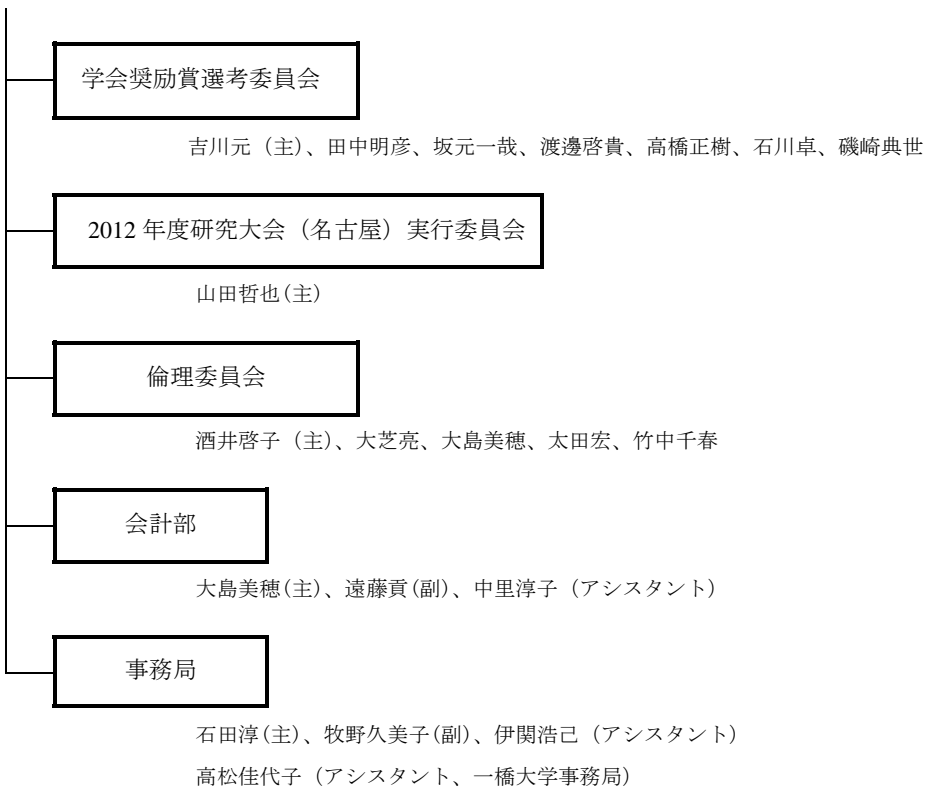 学会奨励賞選考委員会
吉川元（主）、田中明彦、坂元一哉、渡邊啓貴、高橋正樹、石川卓、磯崎典世
2012 年度研究大会（名古屋）実行委員会
山田哲也(主)
倫理委員会
酒井啓子（主）、大芝亮、大島美穂、太田宏、竹中千春
会計部
大島美穂(主)、遠藤貢(副)、中里淳子（アシスタント）
事務局
石田淳(主)、牧野久美子(副)、伊関浩己（アシスタント）
高松佳代子（アシスタント、一橋大学事務局）